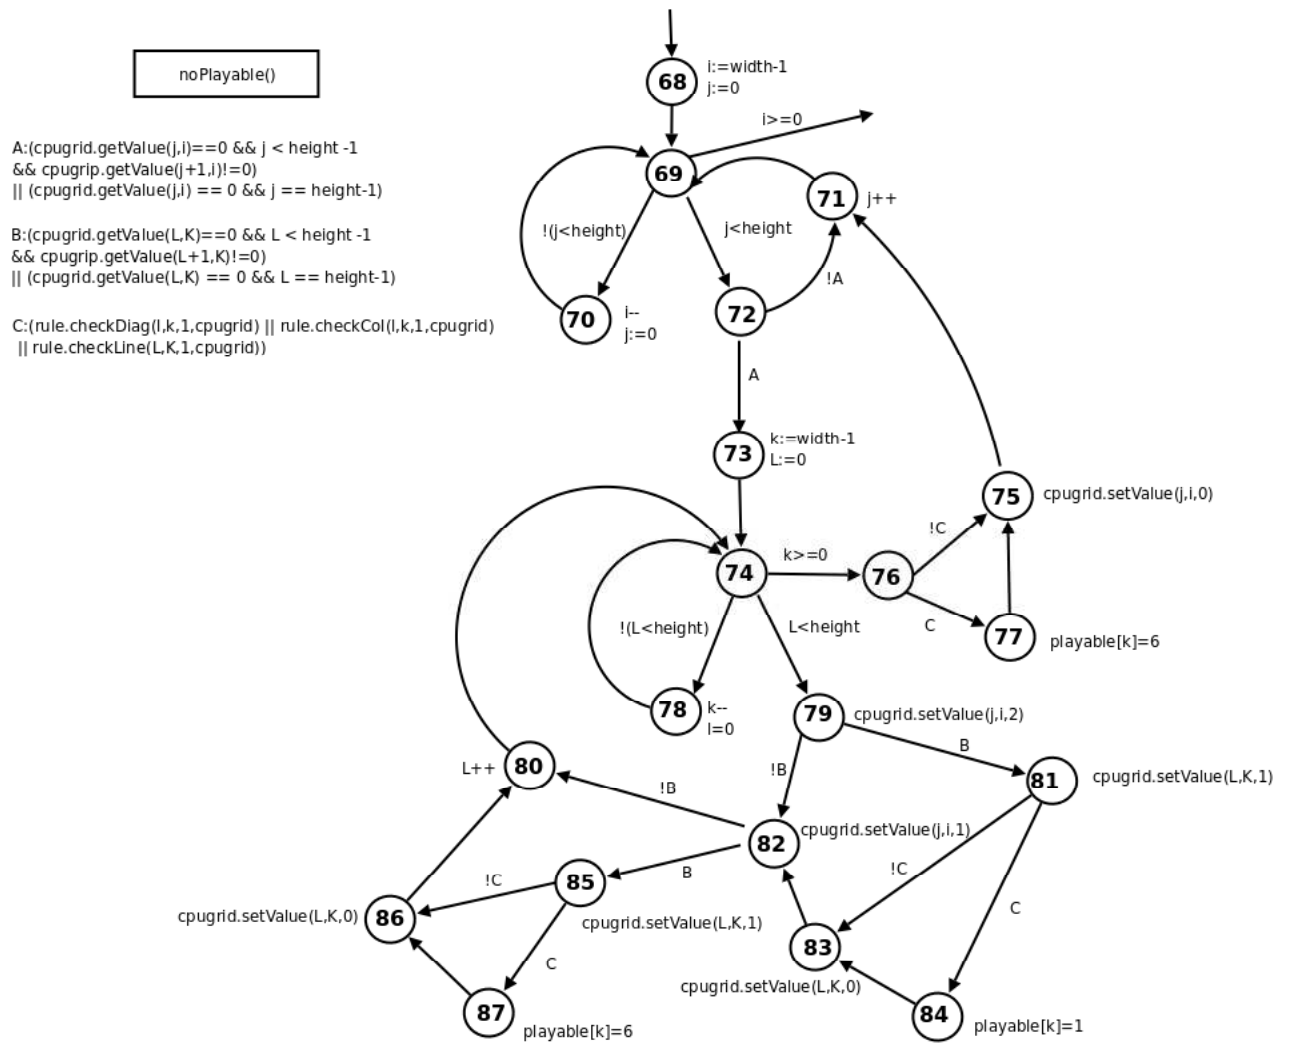 noPlayable()
A:(cpugrid.getValue(j,i)==0 && j < height -1
&& cpugrip.getValue(j+1,i)!=0)
|| (cpugrid.getValue(j,i) == 0 && j == height-1)
B:(cpugrid.getValue(L,K)==0 && L < height -1
&& cpugrip.getValue(L+1,K)!=0)
|| (cpugrid.getValue(L,K) == 0 && L == height-1)
C:(rule.checkDiag(l,k,1,cpugrid) || rule.checkCol(l,k,1,cpugrid)
|| rule.checkLine(L,K,1,cpugrid))
68
i:=width-1
j:=0
i>=0
69
71
j++
!(j<height)
j<height
!A
70
i--
j:=0
72
A
73
k:=width-1
L:=0
75
cpugrid.setValue(j,i,0)
!C
74
k>=0
76
C
77
playable[k]=6
!(L<height)
L<height
78
k--
l=0
79
cpugrid.setValue(j,i,2)
B
L++
80
!B
!B
81
cpugrid.setValue(L,K,1)
82
cpugrid.setValue(j,i,1)
B
!C
85
!C
C
86
cpugrid.setValue(L,K,0)
cpugrid.setValue(L,K,1)
83
C
cpugrid.setValue(L,K,0)
87
playable[k]=6
84
playable[k]=1